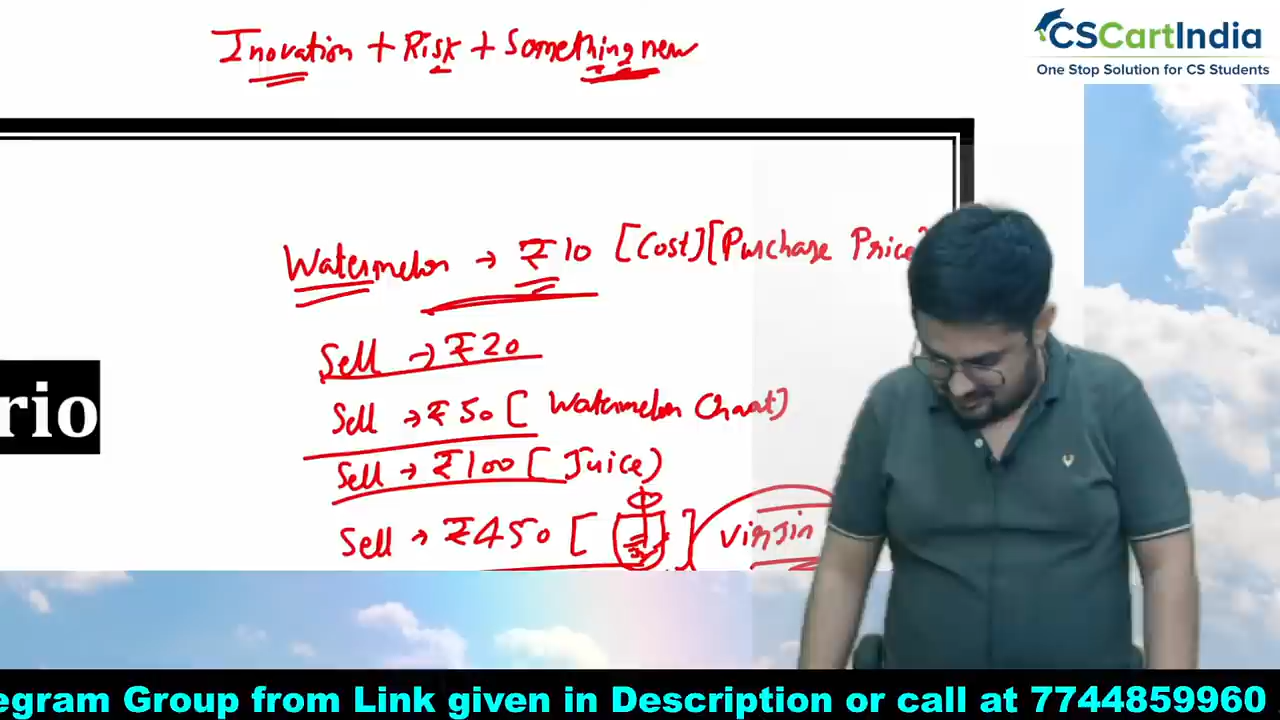 Inovation + Risk + Something new
CSCartIndia
One Stop Solution for CS Students
Watermelon → ₹10 [Cost][Purchase Price]
Sell → ₹20
rio
Sell → ₹50 [Watermelon Chaat]
Sell → ₹100 [Juice)
Sell → ₹450 [ ] Virjin
egram Group from Link given in Description or call at 7744859960